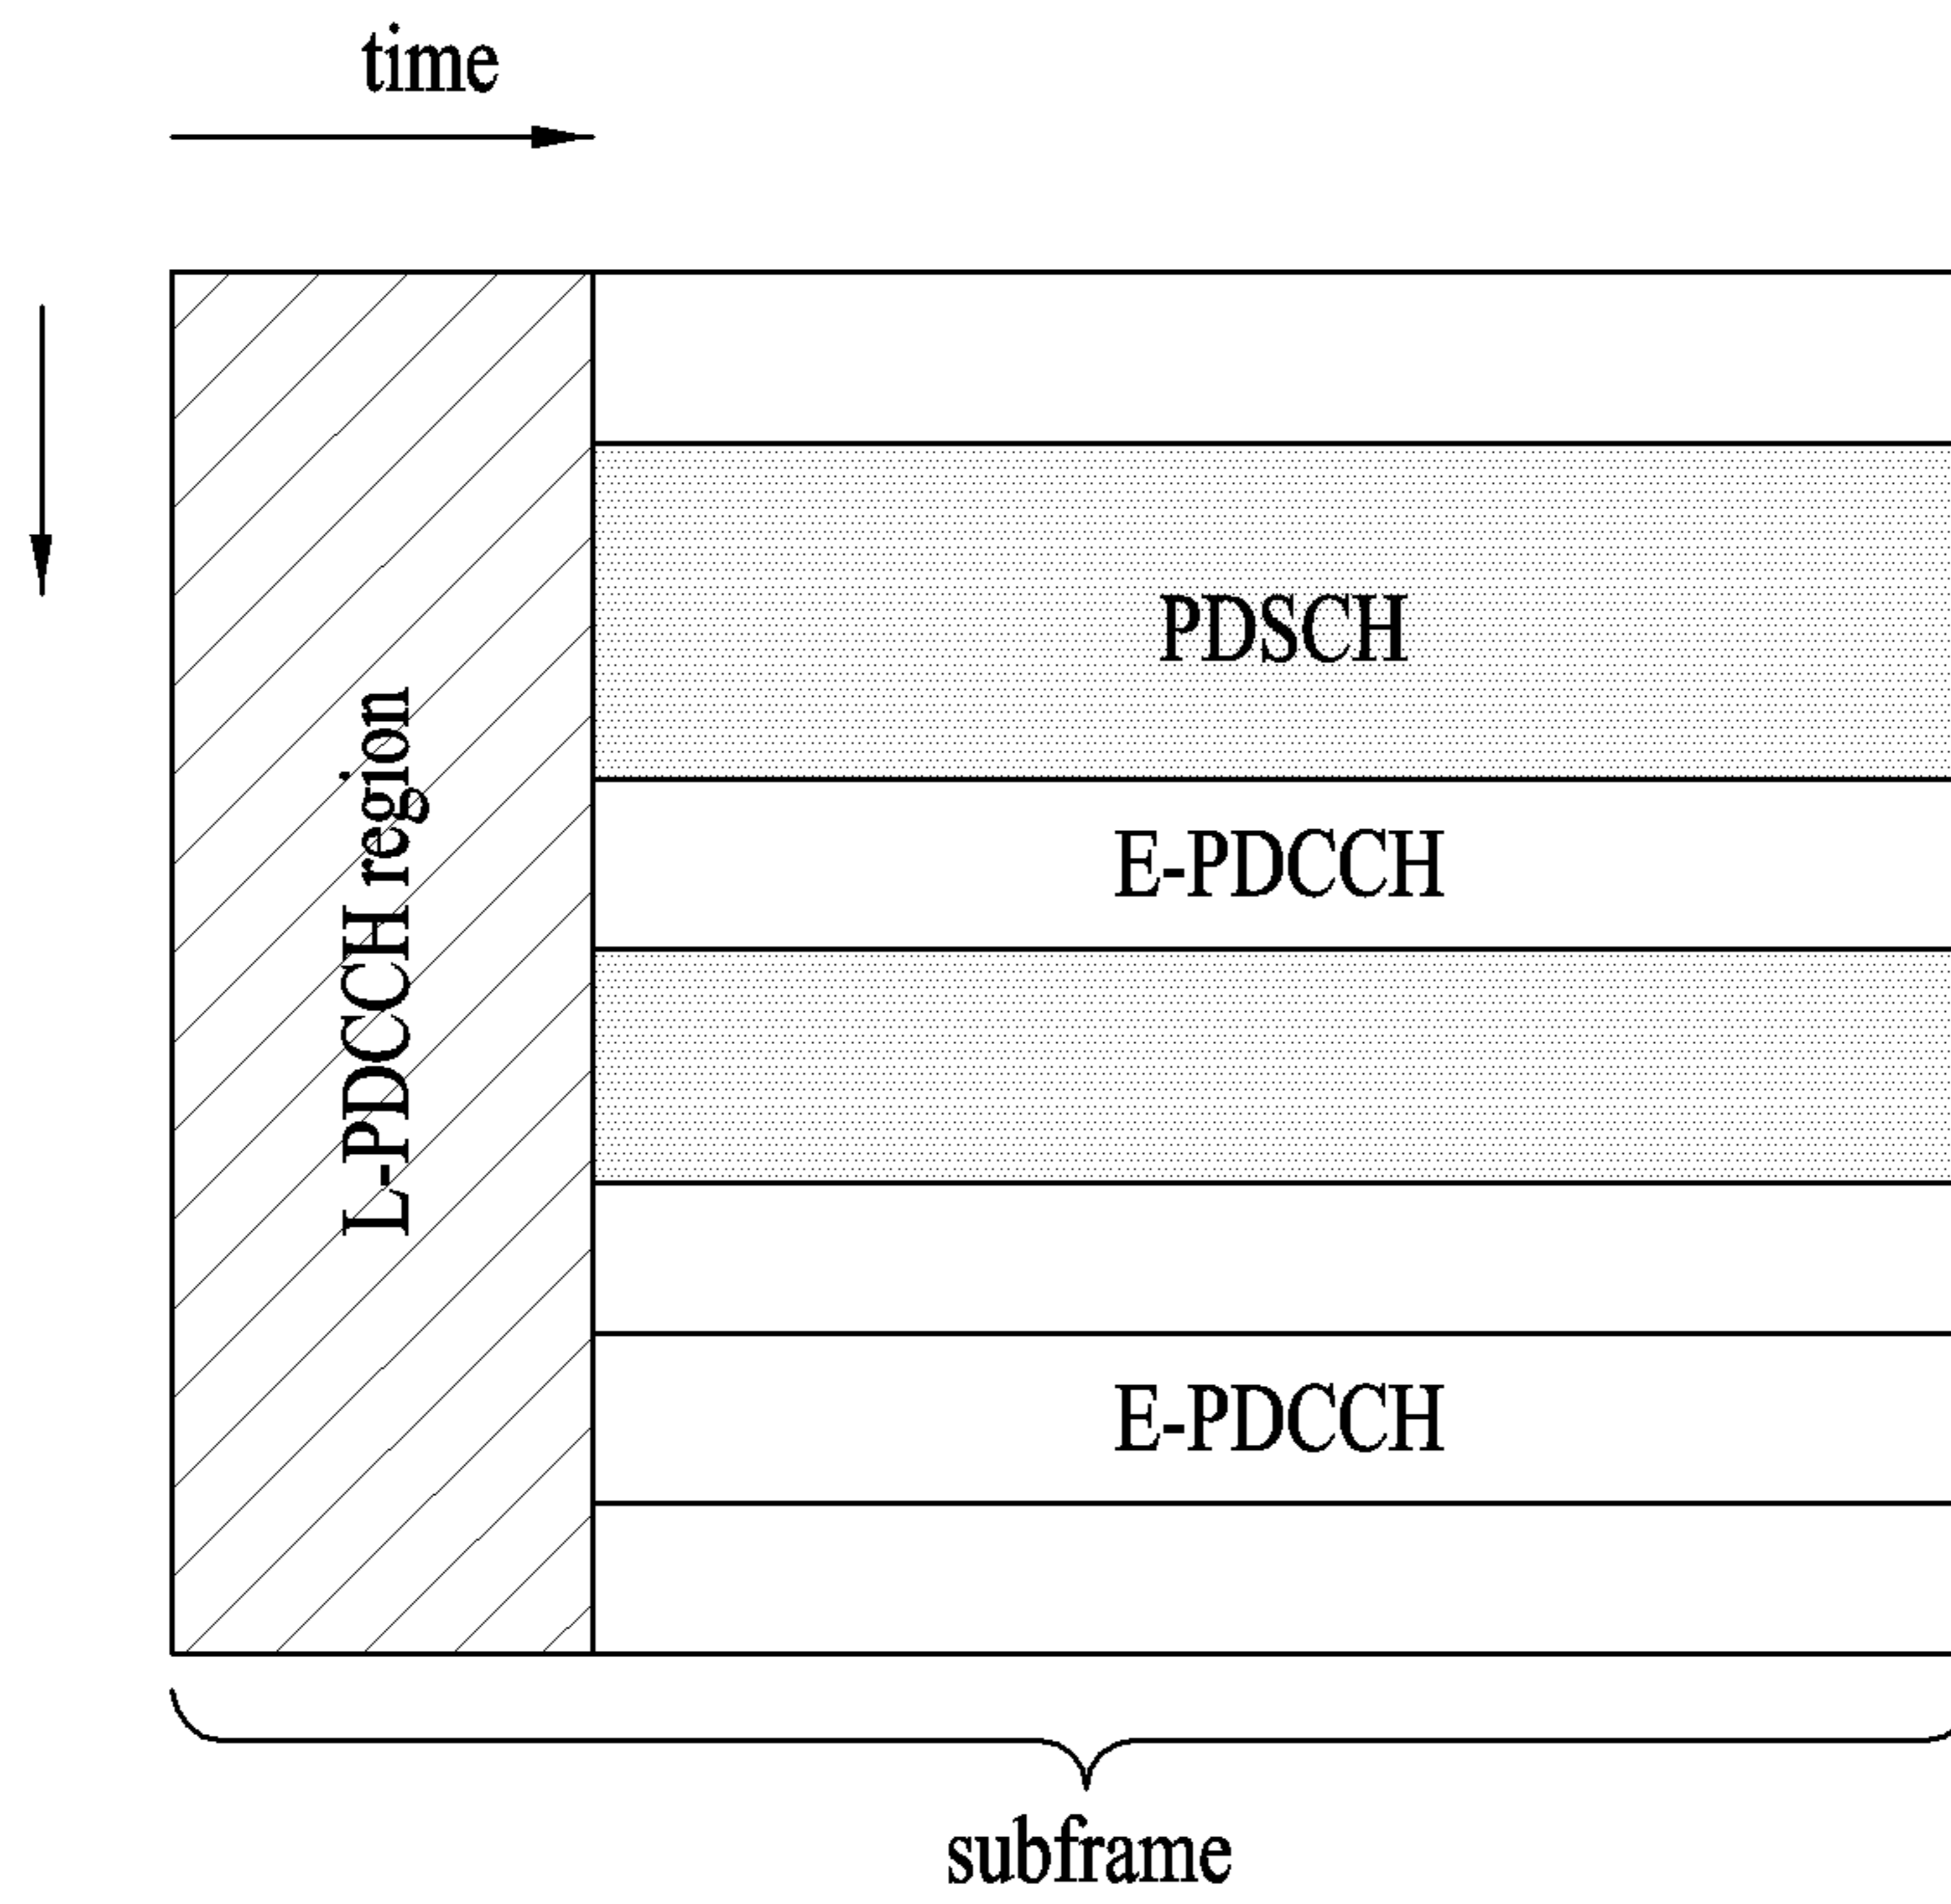 time
PDSCH
L-PDCCH region
E-PDCCH
E-PDCCH
subframe